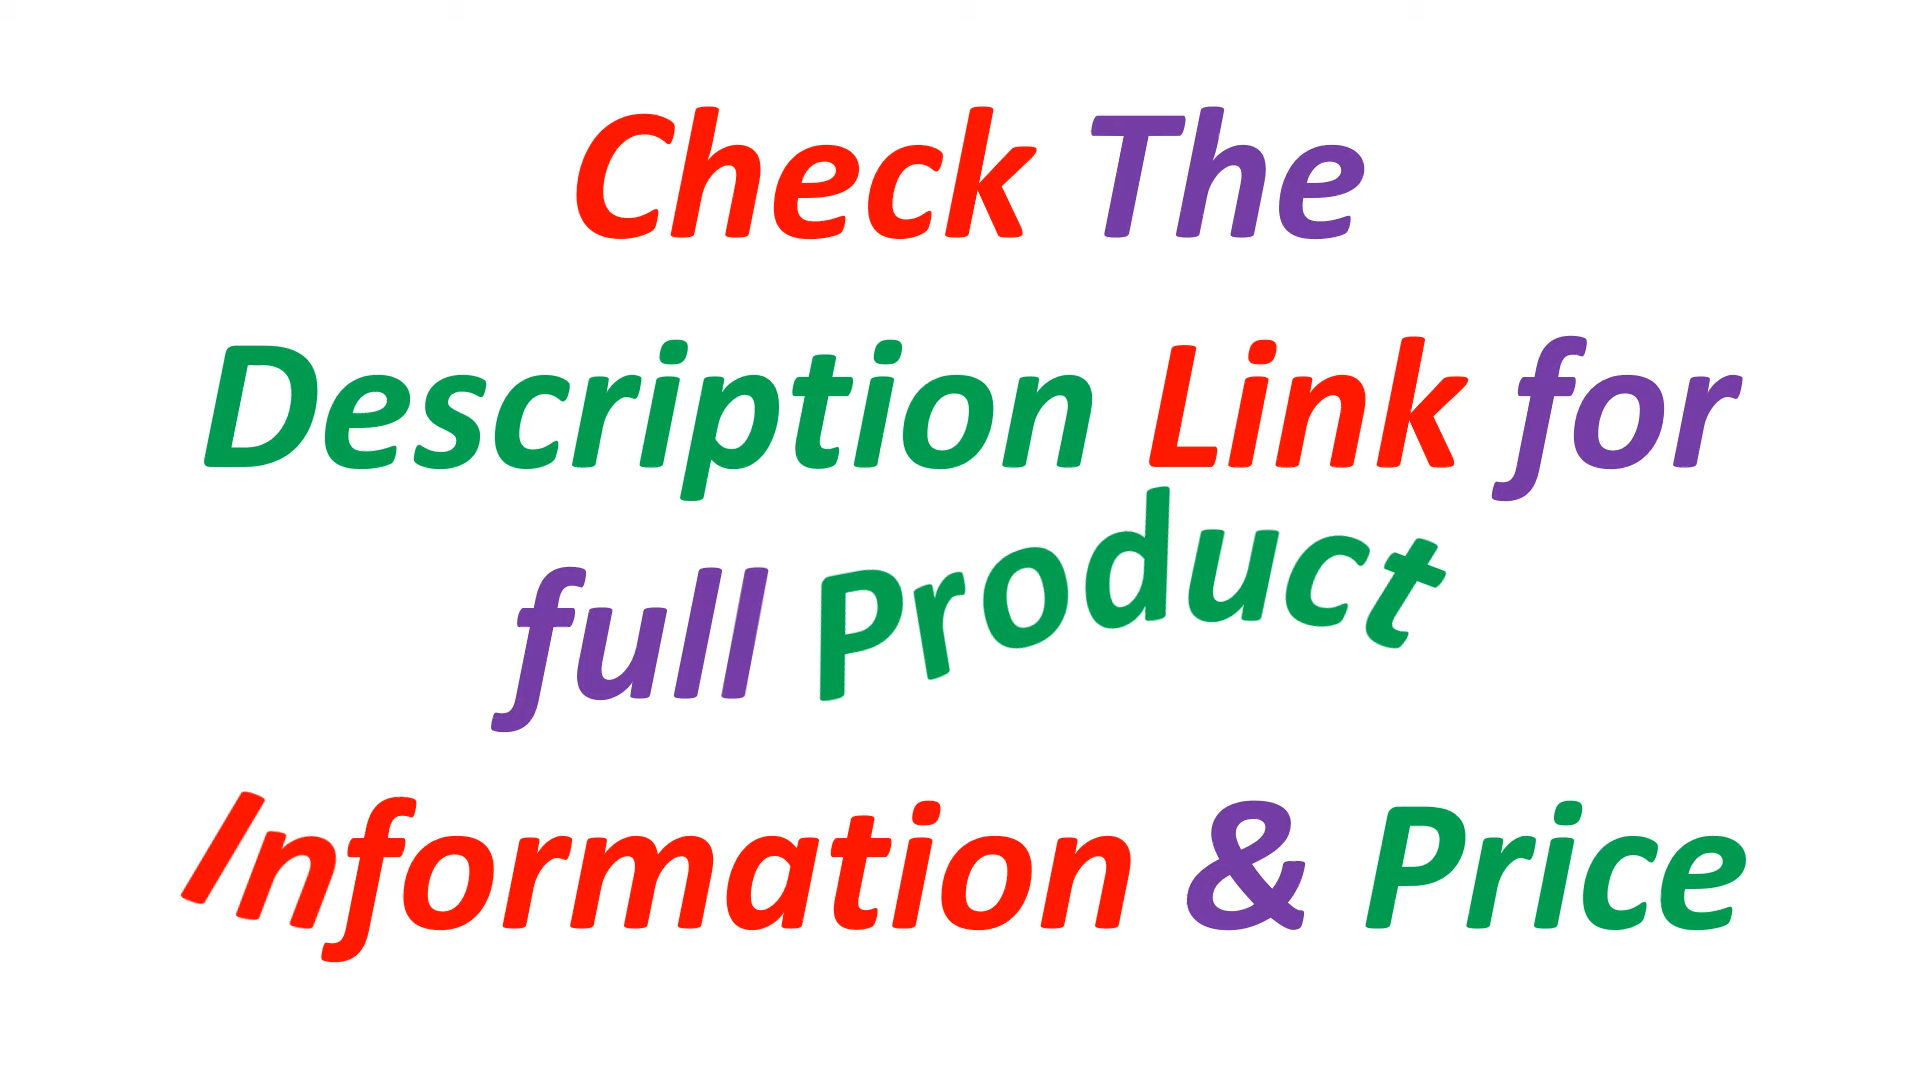 Check The
Description Link for
full Product
Information & Price